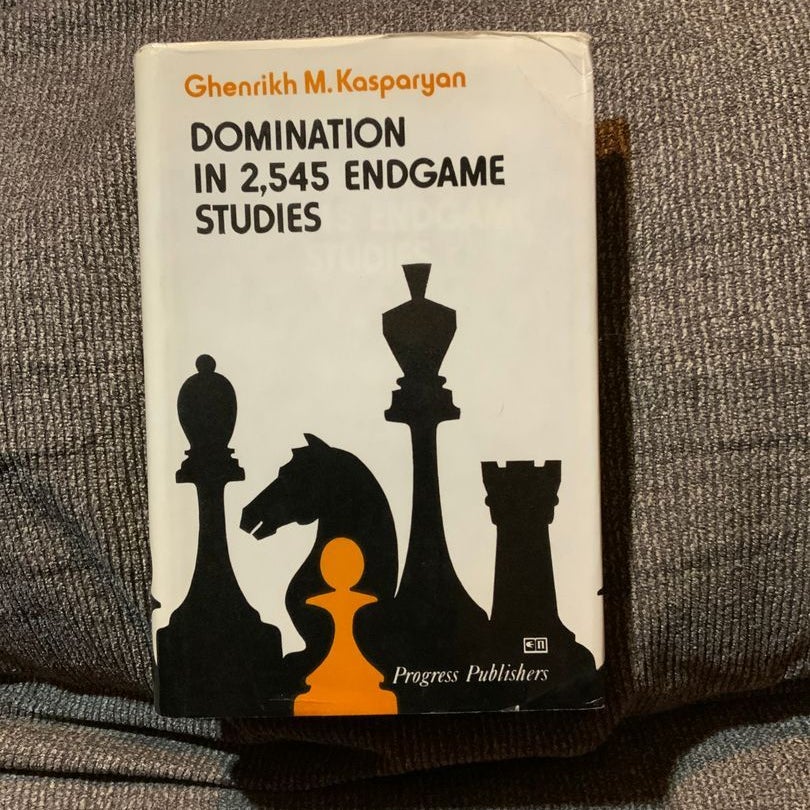 Ghenrikh M. Kasparyan
DOMINATION
IN 2,545 ENDGAME
STUDIES
Progress Publishers